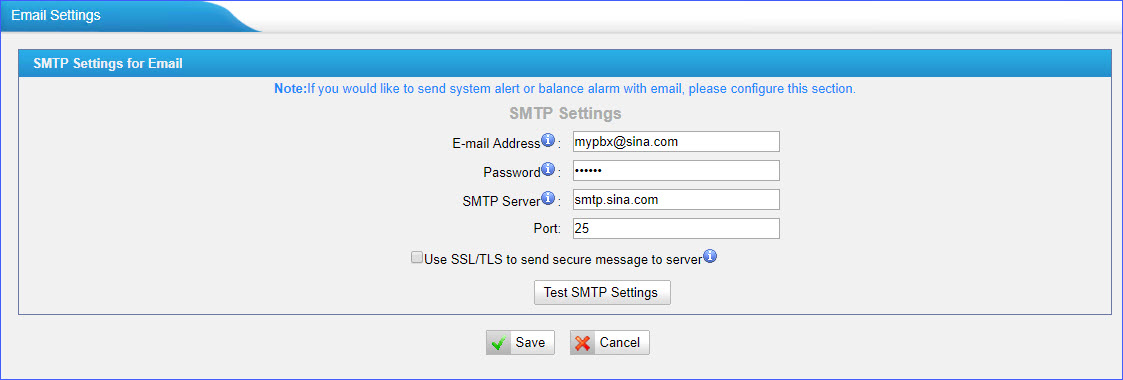 Email Settings
SMTP Settings for Email
Note:If you would like to send system alert or balance alarm with email, please configure this section.
SMTP Settings
E-mail Address i : mypbx@sina.com
Password i : ••••••
SMTP Server i : smtp.sina.com
Port: 25
Use SSL/TLS to send secure message to server i
Test SMTP Settings
Save Cancel